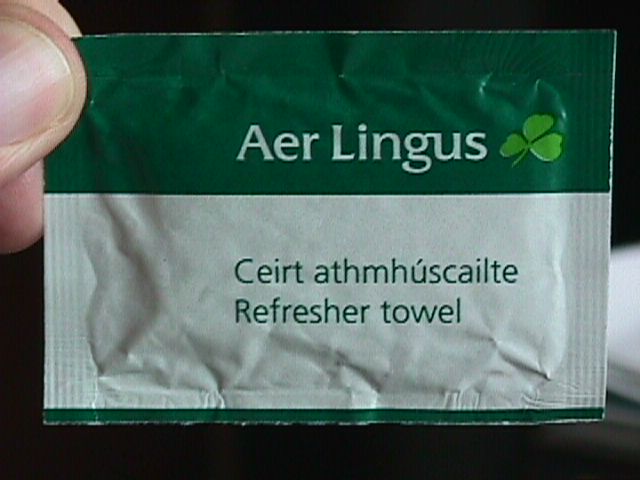 Aer Lingus
Ceirt athmhúscailte
Refresher towel